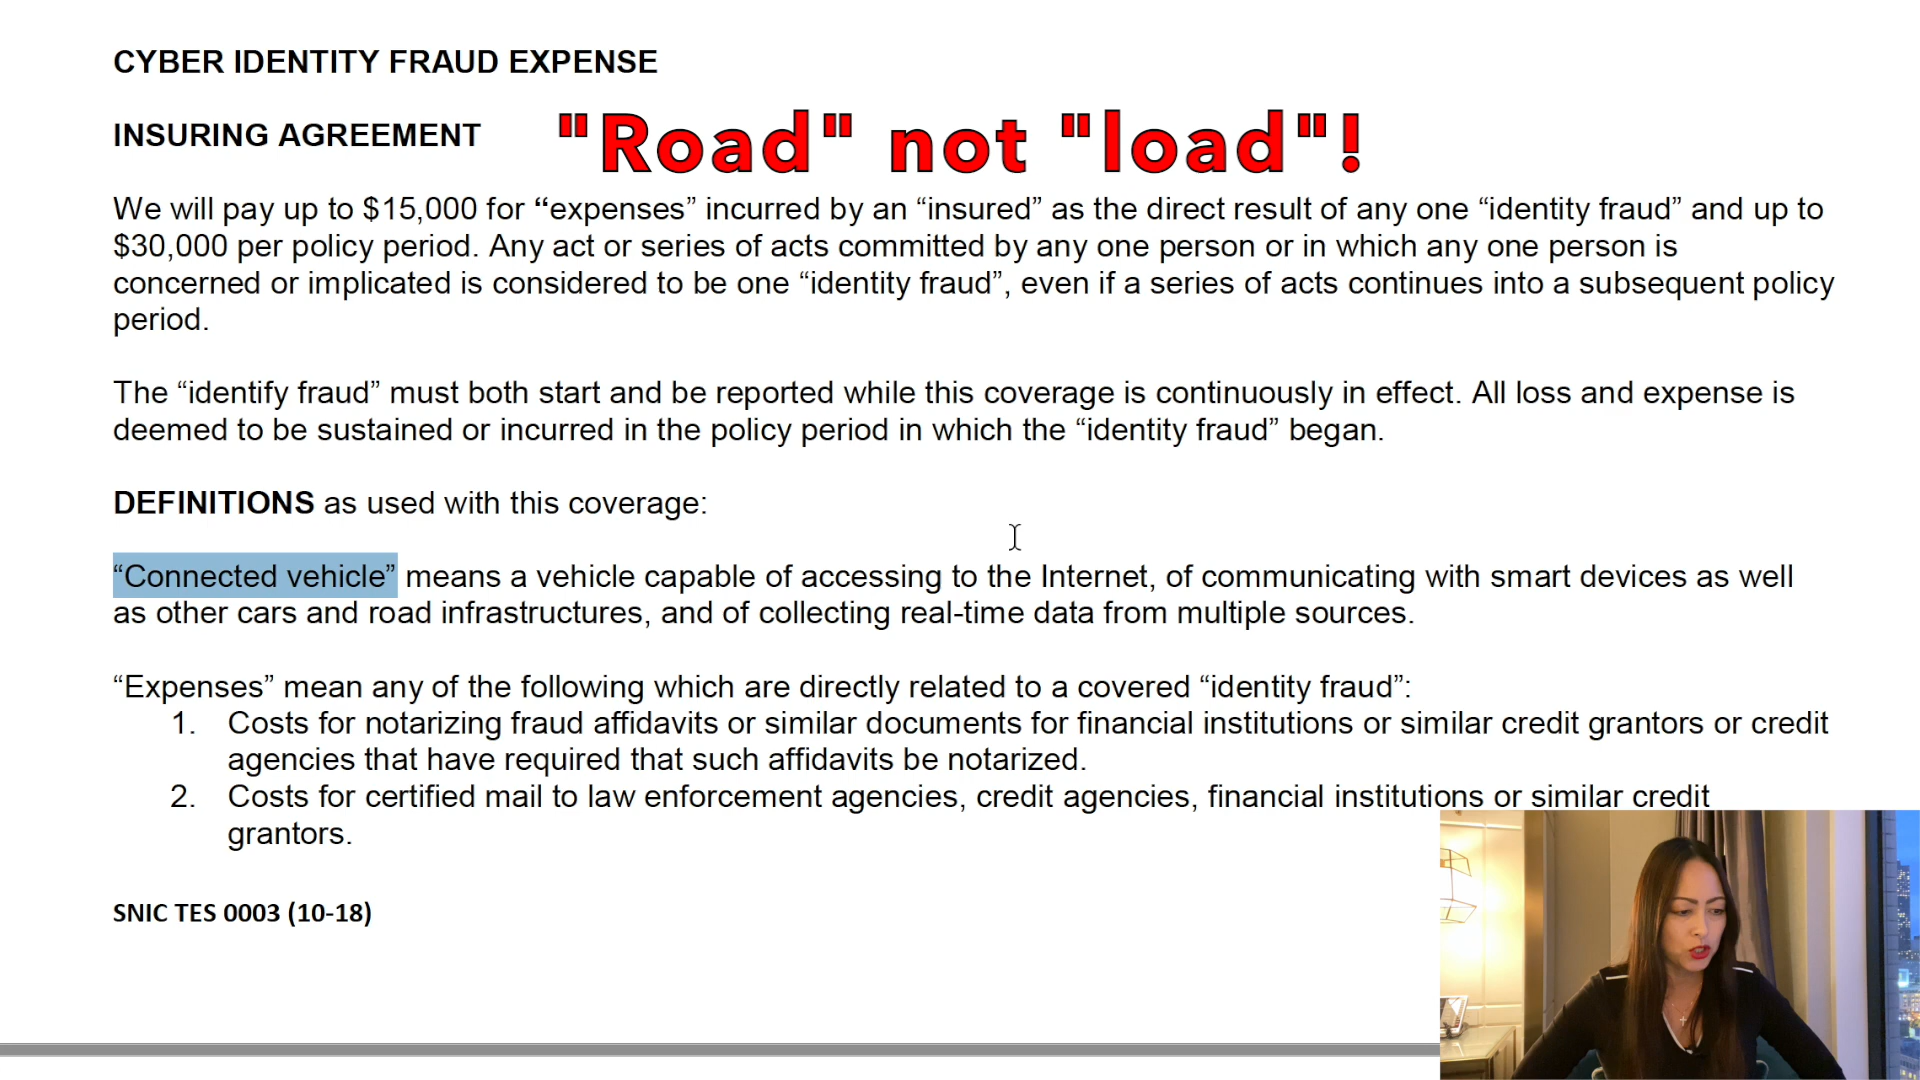 CYBER IDENTITY FRAUD EXPENSE
INSURING AGREEMENT
"Road" not "load"!
We will pay up to $15,000 for “expenses” incurred by an “insured” as the direct result of any one “identity fraud” and up to
$30,000 per policy period. Any act or series of acts committed by any one person or in which any one person is
concerned or implicated is considered to be one “identity fraud”, even if a series of acts continues into a subsequent policy
period.
The “identify fraud” must both start and be reported while this coverage is continuously in effect. All loss and expense is
deemed to be sustained or incurred in the policy period in which the “identity fraud” began.
DEFINITIONS as used with this coverage:
“Connected vehicle” means a vehicle capable of accessing to the Internet, of communicating with smart devices as well
as other cars and road infrastructures, and of collecting real-time data from multiple sources.
“Expenses” mean any of the following which are directly related to a covered “identity fraud”:
1. Costs for notarizing fraud affidavits or similar documents for financial institutions or similar credit grantors or credit
agencies that have required that such affidavits be notarized.
2. Costs for certified mail to law enforcement agencies, credit agencies, financial institutions or similar credit
grantors.
SNIC TES 0003 (10-18)